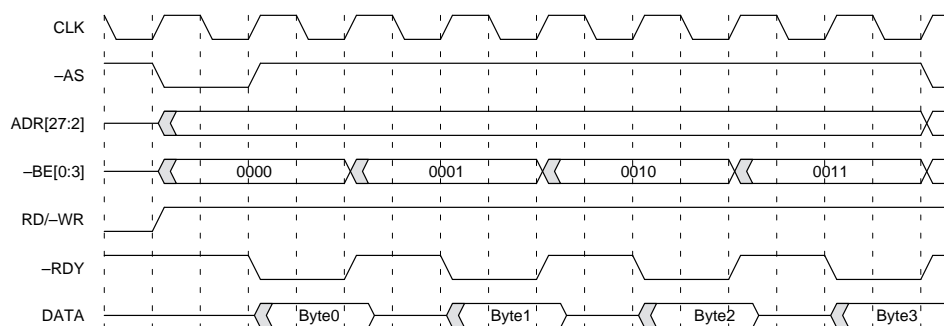 CLK
–AS
ADR[27:2]
–BE[0:3] 0000 0001 0010 0011
RD/–WR
–RDY
DATA Byte0 Byte1 Byte2 Byte3